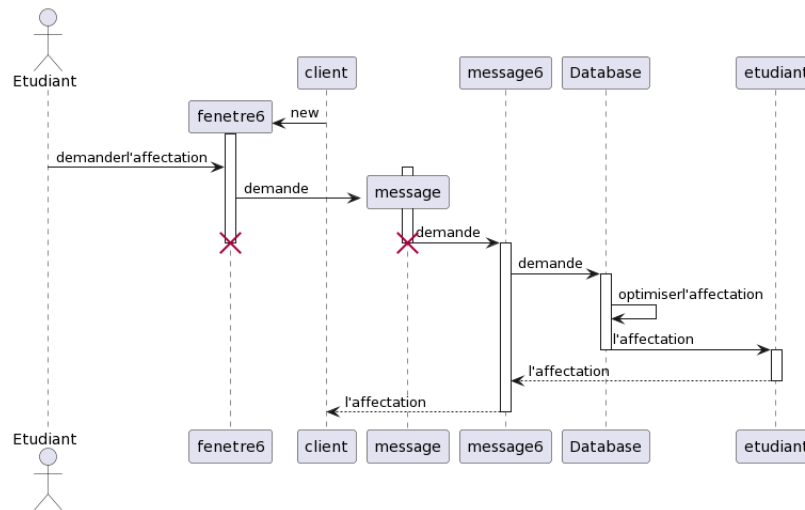 Etudiant
client
message6
Database
etudiant
fenetre6
new
demanderl'affectation
demande
message
demande
demande
optimiserl'affectation
l'affectation
l'affectation
l'affectation
Etudiant
fenetre6
client
message
message6
Database
etudiant